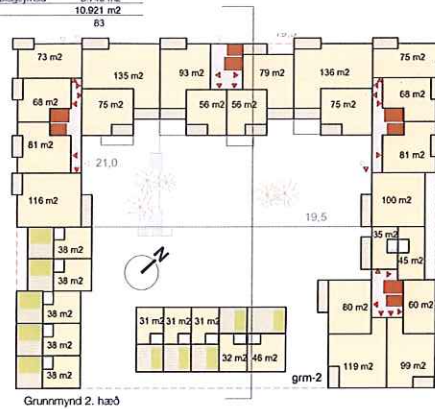 10.921 m2
83
73 m2 135 m2 93 m2 79 m2 136 m2 75 m2
68 m2 75 m2 56 m2 56 m2 75 m2 68 m2
81 m2 81 m2
21,0
116 m2 100 m2
19,5
38 m2 35 m2
45 m2
38 m2
N
38 m2 80 m2 60 m2
38 m2 31 m2 31 m2 31 m2
38 m2 32 m2 46 m2 119 m2 99 m2
grm-2
Grunnmynd 2. hæð